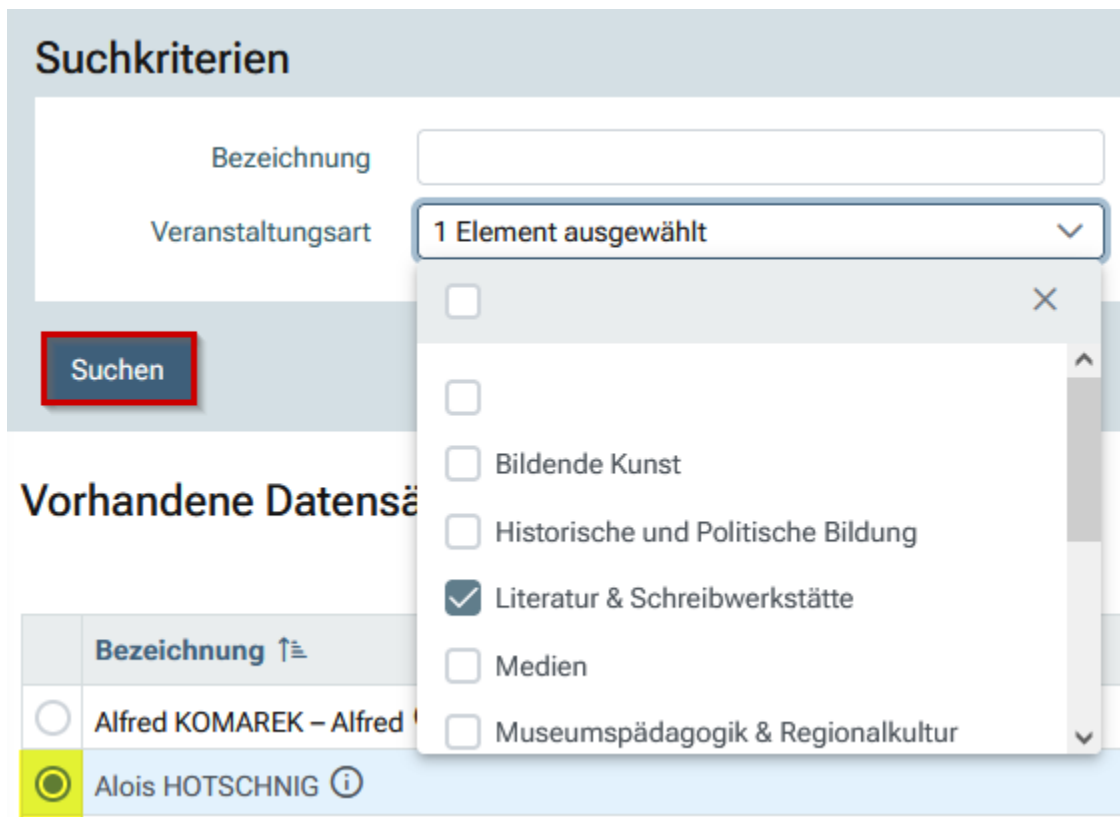 Suchkriterien
Bezeichnung
Veranstaltungsart
1 Element ausgewählt
Suchen
Bildende Kunst
Historische und Politische Bildung
Literatur & Schreibwerkstätte
Medien
Museumspädagogik & Regionalkultur
Vorhandene Datensä
Bezeichnung
Alfred KOMAREK – Alfred
Alois HOTSCHNIG